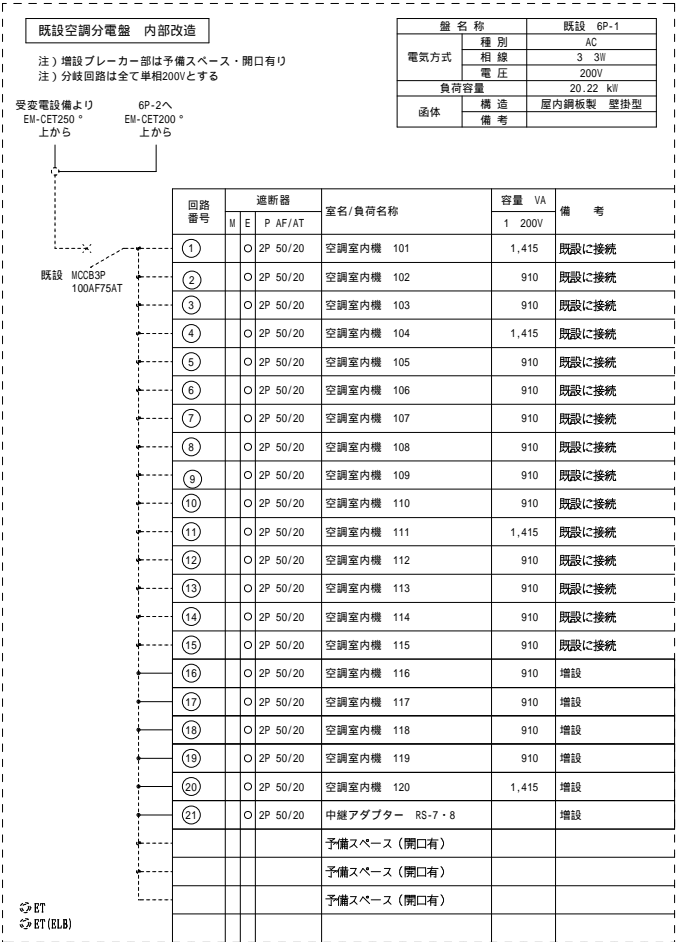 既設空調分電盤 内部改造
注）増設ブレーカー部は予備スペース・開口有り
注）分岐回路は全て単相200Vとする
盤 名 称 既設 6P-1
電気方式 種 別 AC
相 線 3 3W
電 圧 200V
負荷容量 20.22 kW
函体 構 造 屋内鋼板製 壁掛型
備 考
受変電設備より
EM-CET250 °
上から
6P-2へ
EM-CET200 °
上から
既設 MCCB3P
100AF75AT
回路番号 遮断器 室名/負荷名称 容量 VA 備 考
M E P AF/AT 1 200V
① O 2P 50/20 空調室内機 101 1,415 既設に接続
② O 2P 50/20 空調室内機 102 910 既設に接続
③ O 2P 50/20 空調室内機 103 910 既設に接続
④ O 2P 50/20 空調室内機 104 1,415 既設に接続
⑤ O 2P 50/20 空調室内機 105 910 既設に接続
⑥ O 2P 50/20 空調室内機 106 910 既設に接続
⑦ O 2P 50/20 空調室内機 107 910 既設に接続
⑧ O 2P 50/20 空調室内機 108 910 既設に接続
⑨ O 2P 50/20 空調室内機 109 910 既設に接続
⑩ O 2P 50/20 空調室内機 110 910 既設に接続
⑪ O 2P 50/20 空調室内機 111 1,415 既設に接続
⑫ O 2P 50/20 空調室内機 112 910 既設に接続
⑬ O 2P 50/20 空調室内機 113 910 既設に接続
⑭ O 2P 50/20 空調室内機 114 910 既設に接続
⑮ O 2P 50/20 空調室内機 115 910 既設に接続
⑯ O 2P 50/20 空調室内機 116 910 増設
⑰ O 2P 50/20 空調室内機 117 910 増設
⑱ O 2P 50/20 空調室内機 118 910 増設
⑲ O 2P 50/20 空調室内機 119 910 増設
⑳ O 2P 50/20 空調室内機 120 1,415 増設
㉑ O 2P 50/20 中継アダプター RS-7・8 増設
予備スペース（開口有）
予備スペース（開口有）
予備スペース（開口有）
ET
ET(ELB)